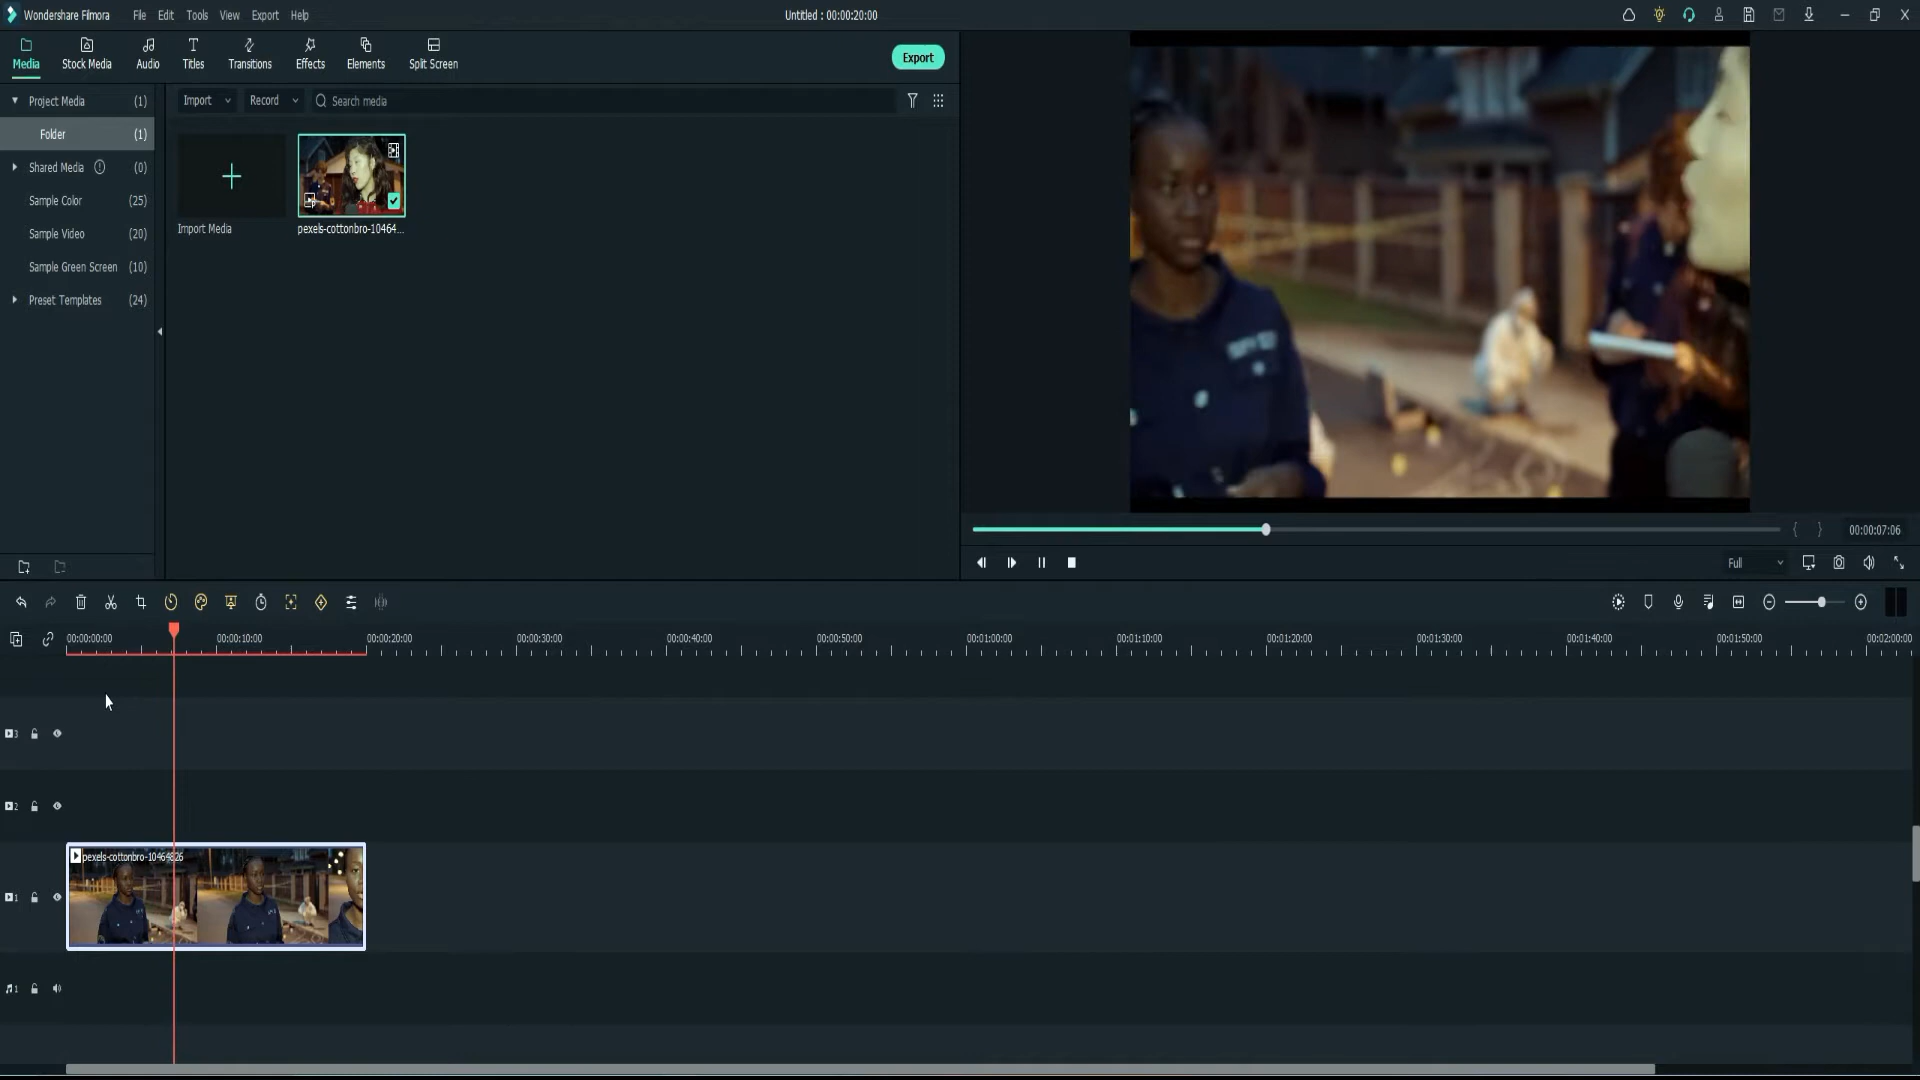 Wondershare Filmora File Edit Tools View Export Help Untitled : 00:00:20:00
Media Stock Media Audio Titles Transitions Effects Elements Split Screen Export
Project Media (1) Import Record Search media
Folder (1)
Shared Media (0)
Sample Color (25)
Import Media pexels-cottonbro-10464...
Sample Video (20)
Sample Green Screen (10)
Preset Templates (24)
00:00:07:06
Full
00:00:00:00 00:00:10:00 00:00:20:00 00:00:30:00 00:00:40:00 00:00:50:00 00:01:00:00 00:01:10:00 00:01:20:00 00:01:30:00 00:01:40:00 00:01:50:00 00:02:00:00
3
2
pexels-cottonbro-10464826
1
1